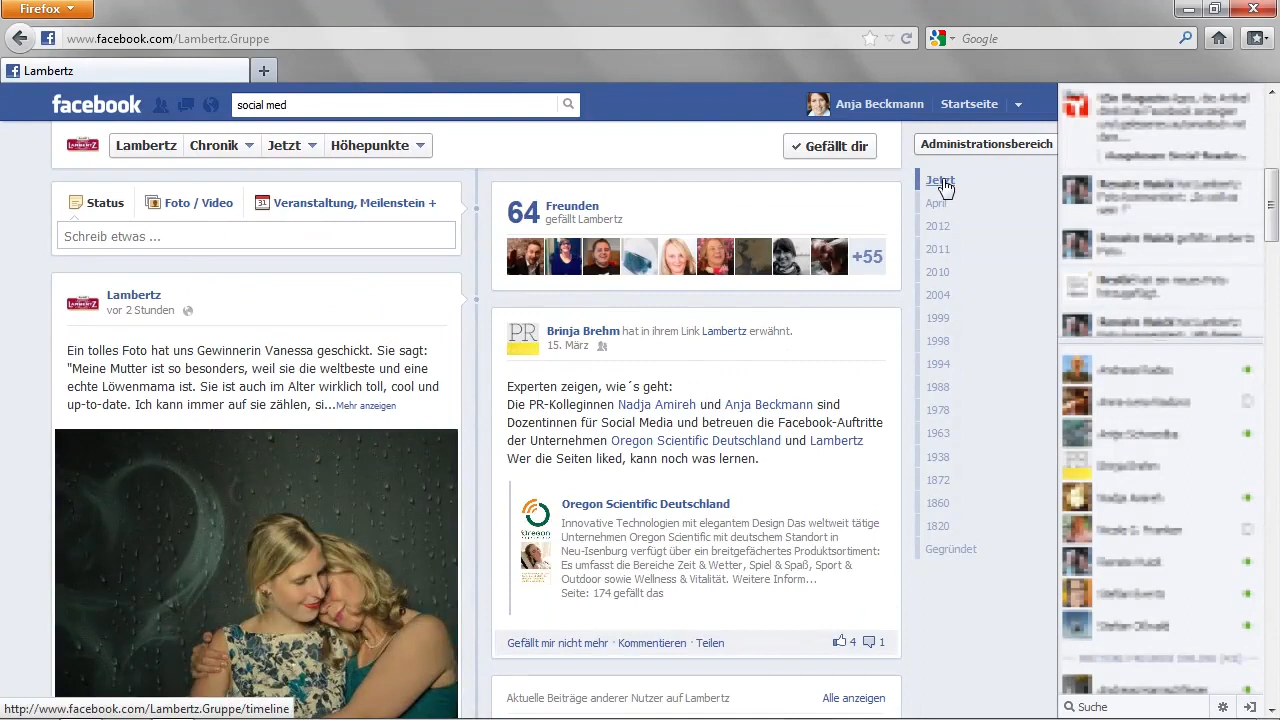 Firefox
www.facebook.com/Lambertz.Gruppe
Google
Lambertz
facebook
social med
Anja Beckmann
Startseite
Lambertz
Chronik
Jetzt
Höhepunkte
Gefällt dir
Administrationsbereich
Status
Foto / Video
Veranstaltung, Meilenstein +
Schreib etwas ...
64 Freunden
gefällt Lambertz
+55
Jetzt
April
2012
2011
2010
2004
1999
1998
1994
1988
1978
1963
1938
1872
1860
1820
Gegründet
Lambertz
vor 2 Stunden
Ein tolles Foto hat uns Gewinnerin Vanessa geschickt. Sie sagt:
"Meine Mutter ist so besonders, weil sie die weltbeste und eine
echte Löwenmama ist. Sie ist auch im Alter wirklich toll, cool und
up-to-date. Ich kann immer auf sie zählen, si...Mehr anzeigen
Brinja Brehm hat in ihrem Link Lambertz erwähnt.
15. März
Experten zeigen, wie´s geht:
Die PR-Kolleginnen Nadja Amireh und Anja Beckmann sind
Dozentinnen für Social Media und betreuen die Facebook-Auftritte
der Unternehmen Oregon Scientific Deutschland und Lambertz.
Wer die Seiten liked, kann noch was lernen.
Oregon Scientific Deutschland
Innovative Technologien mit elegantem Design Das weltweit tätige
Unternehmen Oregon Scientific mit deutschem Standort in
Neu-Isenburg verfügt über ein breitgefächertes Produktsortiment:
Es umfasst die Bereiche Zeit & Wetter, Spiel & Spaß, Sport &
Outdoor sowie Wellness & Vitalität. Weitere Inform...
Seite: 174 gefällt das
Gefällt mir nicht mehr · Kommentieren · Teilen
4
1
Aktuelle Beiträge anderer Nutzer auf Lambertz
Alle anzeigen
http://www.facebook.com/Lambertz.Gruppe/timeline
Suche